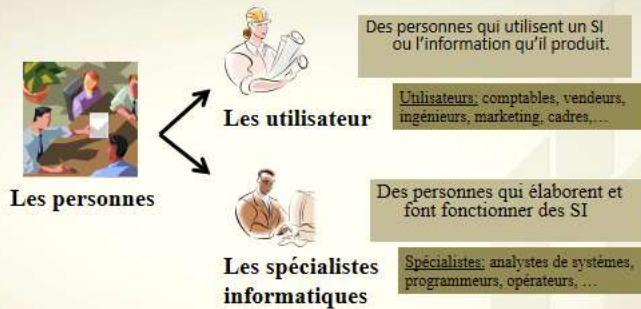 Des personnes qui utilisent un SI
ou l'information qu'il produit.
Les utilisateur
Utilisateurs: comptables, vendeurs,
ingénieurs, marketing, cadres,…
Les personnes
Des personnes qui élaborent et
font fonctionner des SI
Les spécialistes
informatiques
Spécialistes: analystes de systèmes,
programmeurs, opérateurs, …